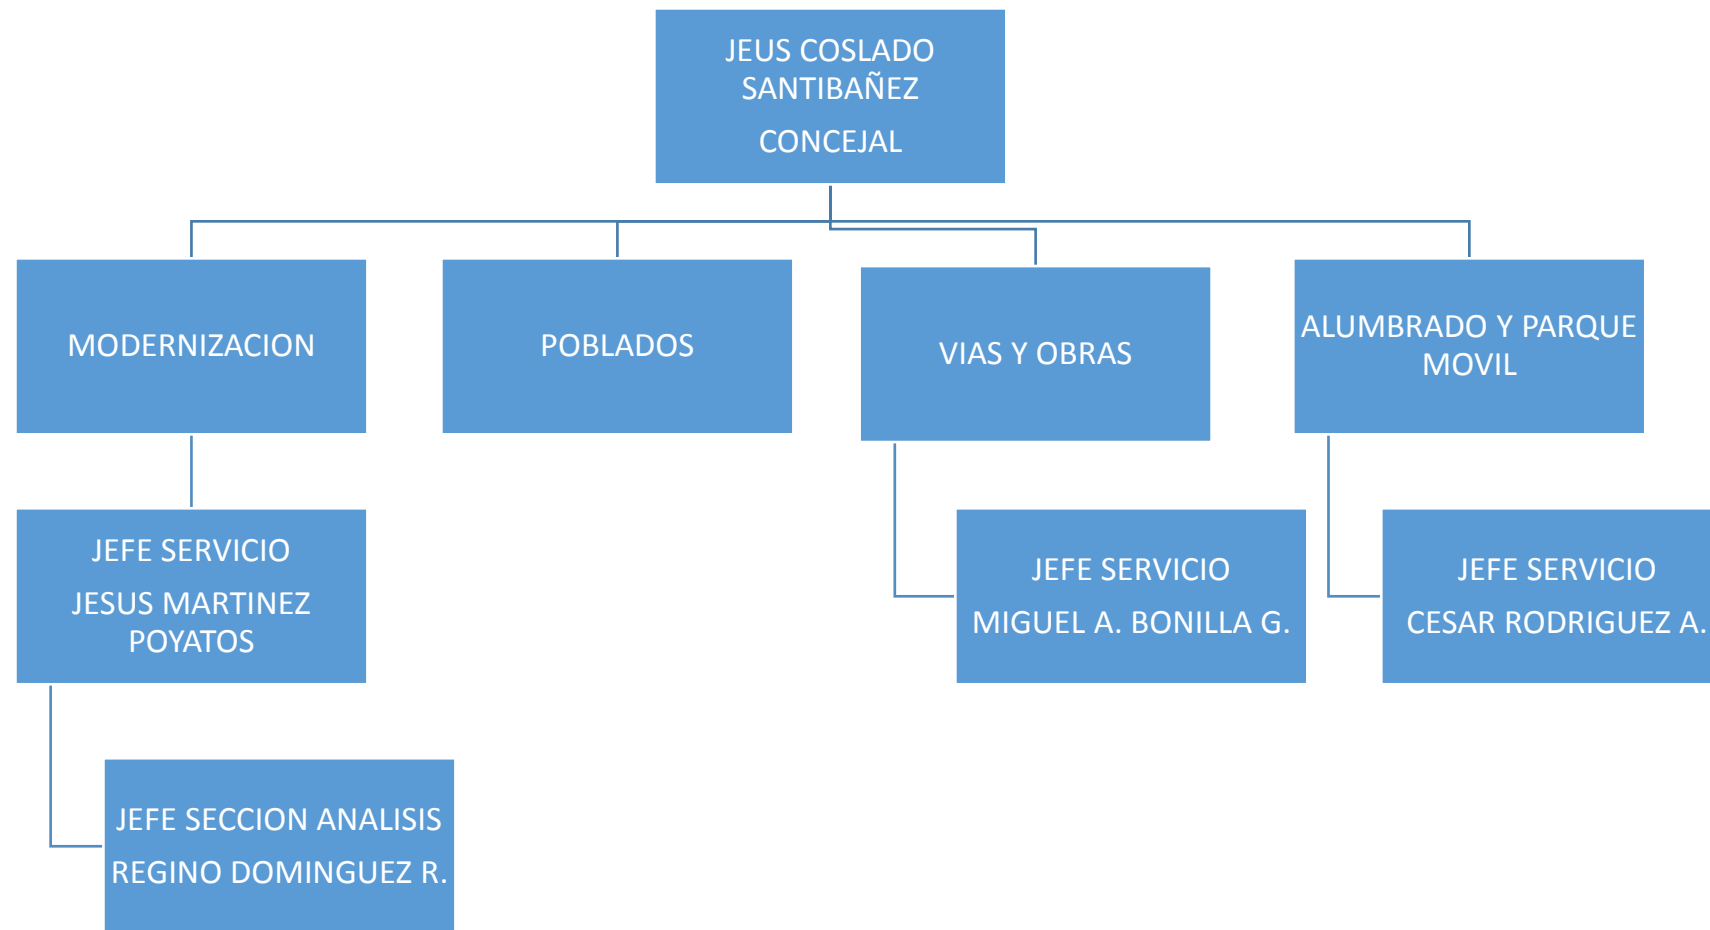 JEUS COSLADO
SANTIBAÑEZ
CONCEJAL
MODERNIZACION
POBLADOS
VIAS Y OBRAS
ALUMBRADO Y PARQUE
MOVIL
JEFE SERVICIO
JESUS MARTINEZ
POYATOS
JEFE SERVICIO
MIGUEL A. BONILLA G.
JEFE SERVICIO
CESAR RODRIGUEZ A.
JEFE SECCION ANALISIS
REGINO DOMINGUEZ R.